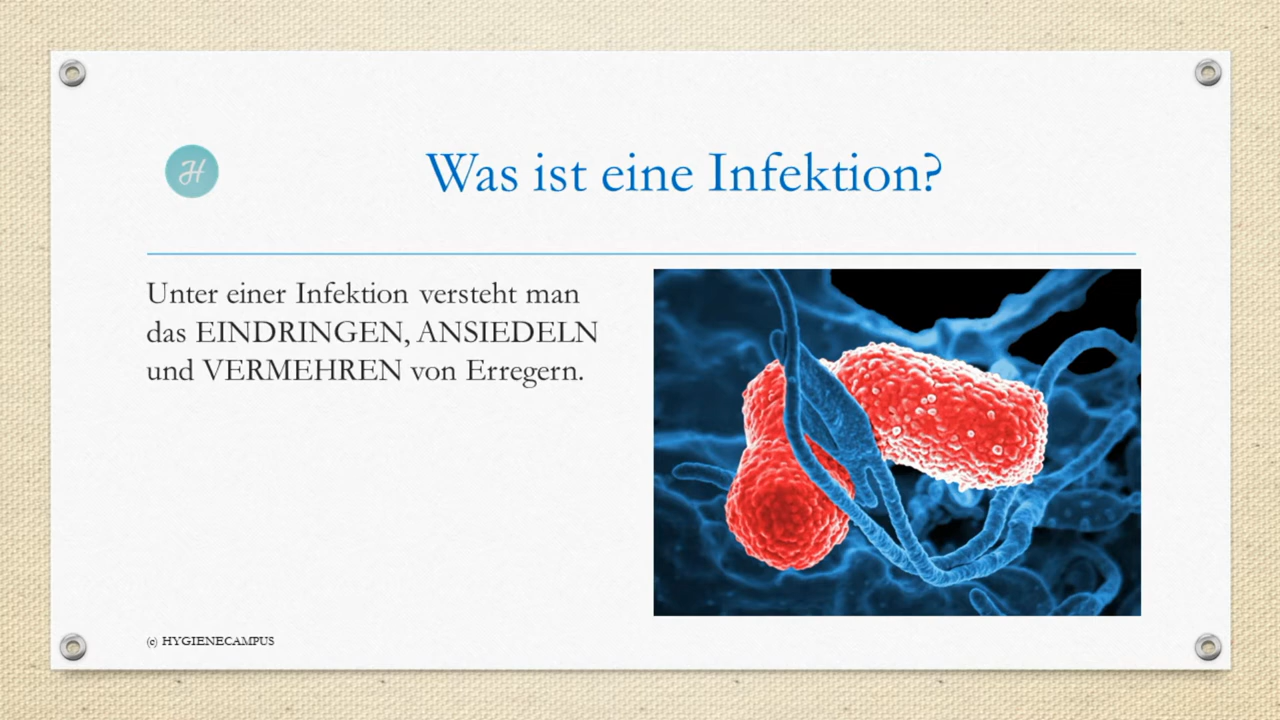 H
Was ist eine Infektion?
Unter einer Infektion versteht man
das EINDRINGEN, ANSIEDELN
und VERMEHREN von Erregern.
(c) HYGIENECAMPUS